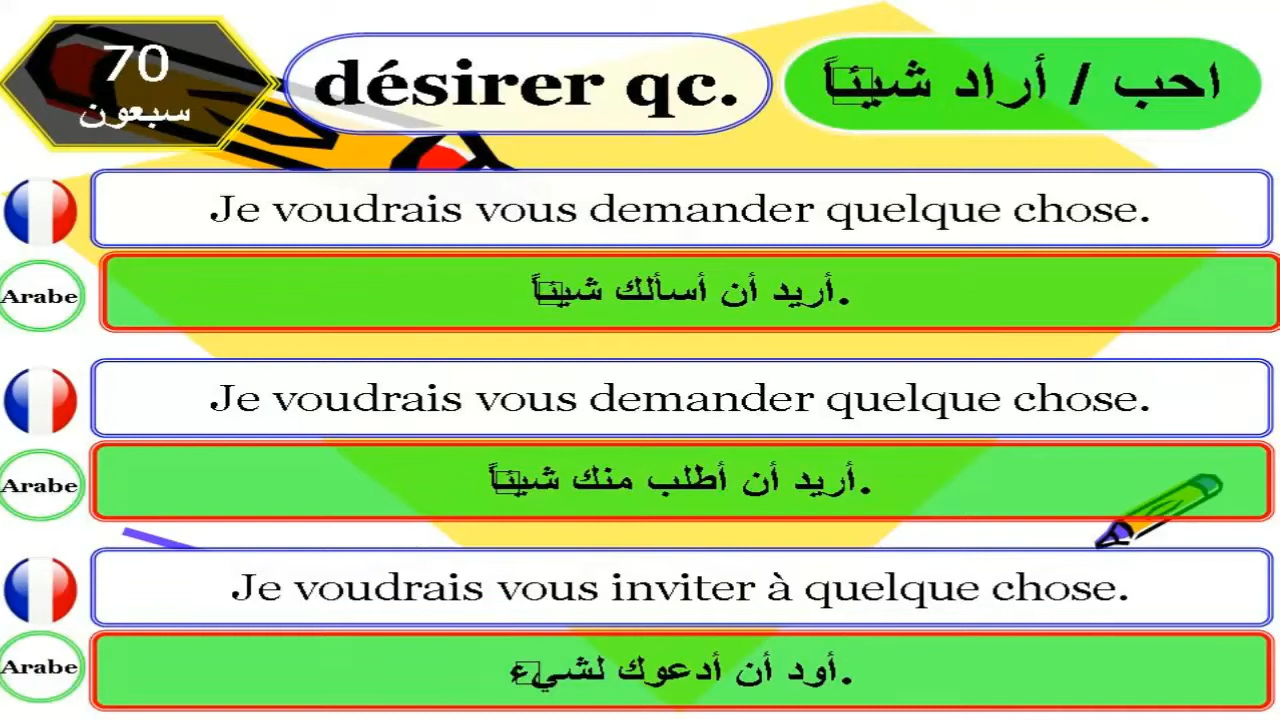 70
سبعون
désirer qc.
احب / أراد شيئاً
Je voudrais vous demander quelque chose.
Arabe
أريد أن أسألك شيئاً.
Je voudrais vous demander quelque chose.
Arabe
أريد أن أطلب منك شيئاً.
Je voudrais vous inviter à quelque chose.
Arabe
أود أن أدعوك لشيء.